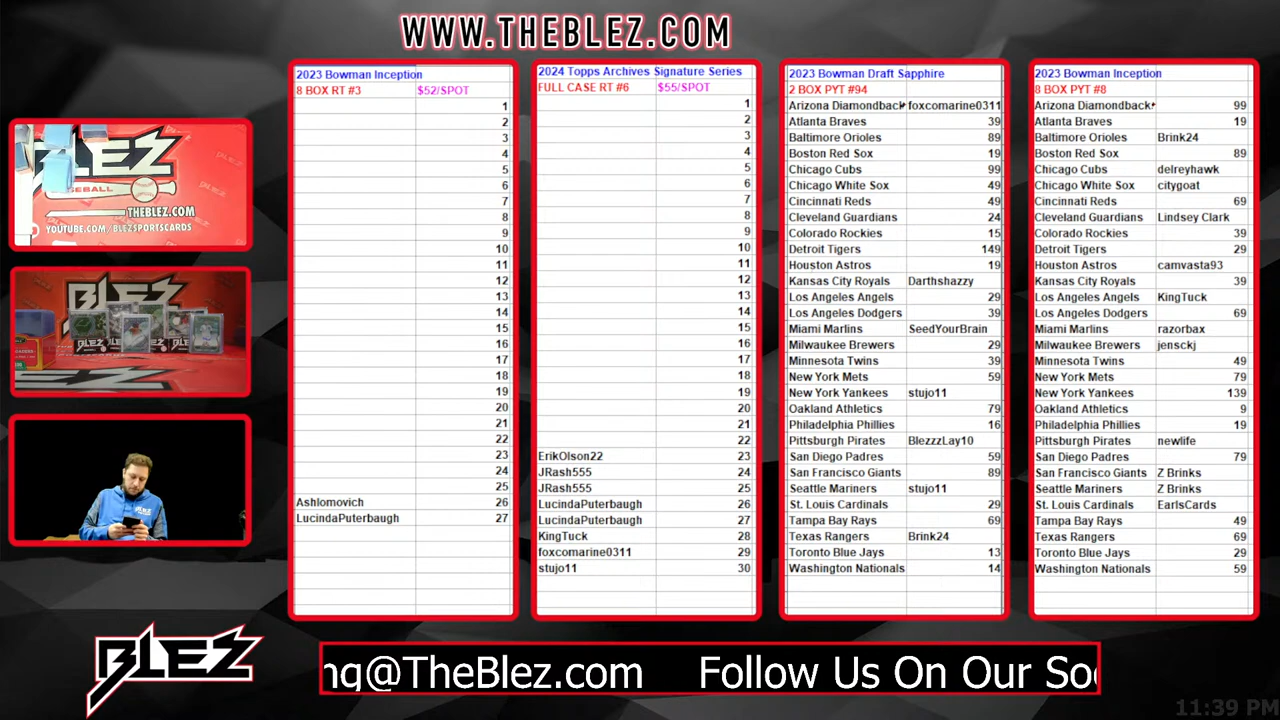 WWW.THEBLEZ.COM
BLEZ
BASEBALL
THEBLEZ.COM
YOUTUBE.COM/BLEZSPORTSCARDS
BLEZ
2023 Bowman Inception
8 BOX RT #3 $52/SPOT
1
2
3
4
5
6
7
8
9
10
11
12
13
14
15
16
17
18
19
20
21
22
23
24
25
Ashlomovich 26
LucindaPuterbaugh 27
2024 Topps Archives Signature Series
FULL CASE RT #6 $55/SPOT
1
2
3
4
5
6
7
8
9
10
11
12
13
14
15
16
17
18
19
20
21
22
ErikOlson22 23
JRash555 24
JRash555 25
LucindaPuterbaugh 26
LucindaPuterbaugh 27
KingTuck 28
foxcomarine0311 29
stujo11 30
2023 Bowman Draft Sapphire
2 BOX PYT #94
Arizona Diamondback foxcomarine0311
Atlanta Braves 39
Baltimore Orioles 89
Boston Red Sox 19
Chicago Cubs 99
Chicago White Sox 49
Cincinnati Reds 49
Cleveland Guardians 24
Colorado Rockies 15
Detroit Tigers 149
Houston Astros 19
Kansas City Royals Darthshazzy
Los Angeles Angels 29
Los Angeles Dodgers 39
Miami Marlins SeedYourBrain
Milwaukee Brewers 29
Minnesota Twins 39
New York Mets 59
New York Yankees stujo11
Oakland Athletics 79
Philadelphia Phillies 16
Pittsburgh Pirates BlezzzLay10
San Diego Padres 59
San Francisco Giants 89
Seattle Mariners stujo11
St. Louis Cardinals 29
Tampa Bay Rays 69
Texas Rangers Brink24
Toronto Blue Jays 13
Washington Nationals 14
2023 Bowman Inception
8 BOX PYT #8
Arizona Diamondback 99
Atlanta Braves 19
Baltimore Orioles Brink24
Boston Red Sox 89
Chicago Cubs delreyhawk
Chicago White Sox citygoat
Cincinnati Reds 69
Cleveland Guardians Lindsey Clark
Colorado Rockies 39
Detroit Tigers 29
Houston Astros camvasta93
Kansas City Royals 39
Los Angeles Angels KingTuck
Los Angeles Dodgers 69
Miami Marlins razorbax
Milwaukee Brewers jensckj
Minnesota Twins 49
New York Mets 79
New York Yankees 139
Oakland Athletics 9
Philadelphia Phillies 19
Pittsburgh Pirates newlife
San Diego Padres 79
San Francisco Giants Z Brinks
Seattle Mariners Z Brinks
St. Louis Cardinals EarlsCards
Tampa Bay Rays 49
Texas Rangers 69
Toronto Blue Jays 29
Washington Nationals 59
BLEZ
ng@TheBlez.com Follow Us On Our Soc
11:39 PM